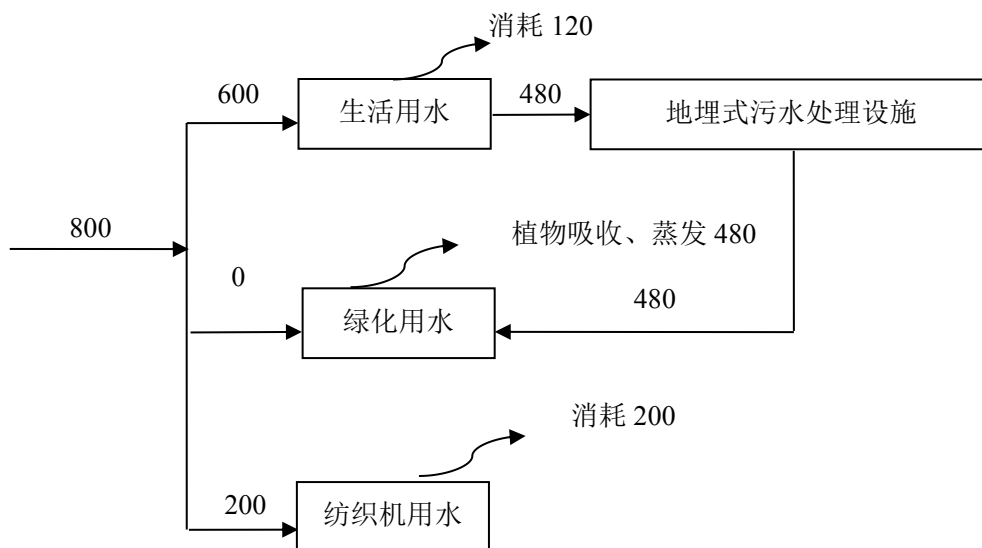 消耗 120
600
生活用水
480
地埋式污水处理设施
800
植物吸收、蒸发 480
0
绿化用水
480
消耗 200
200
纺织机用水